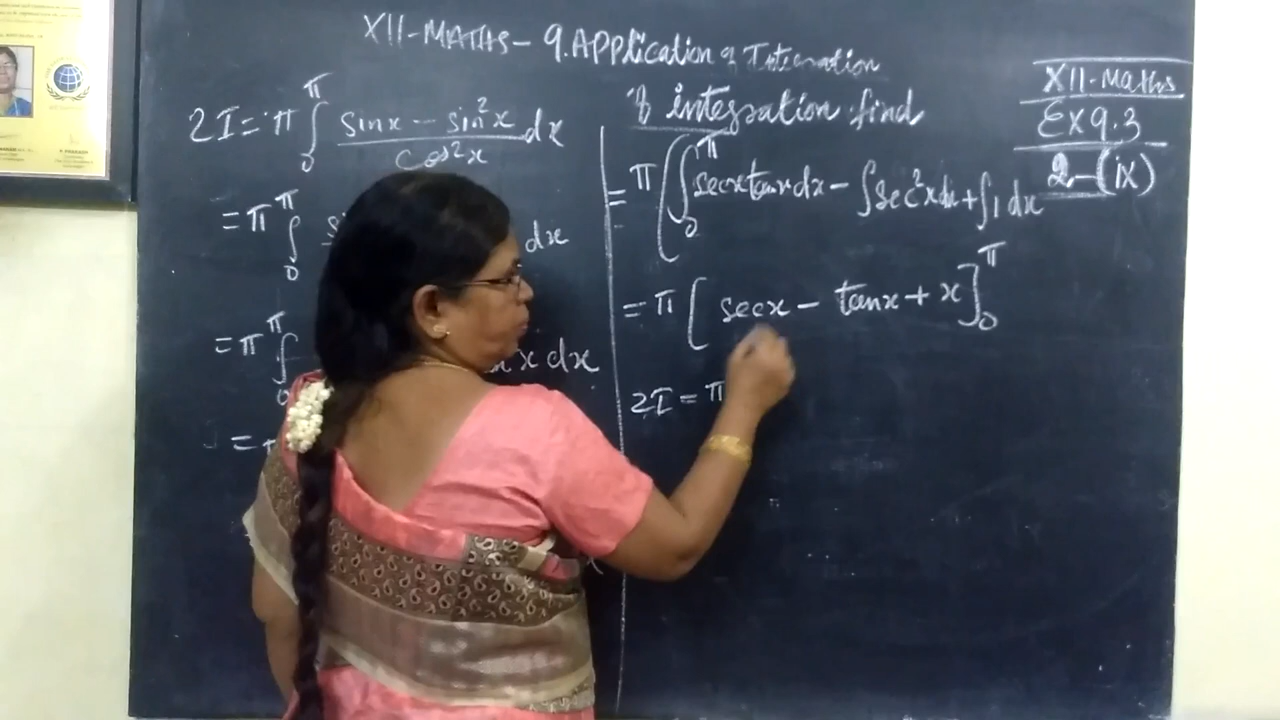 XII-MATHS - 9. Application of Integration
2I = π ∫₀^π (sinx - sin²x)/cos²x dx
= π ∫₀^π dx
= π ∫₀^π x dx
=
of integration find
= π (∫₀^π secx tanx dx - ∫sec²x dx + ∫1 dx
= π [secx - tanx + x]₀^π
2I = π
XII-Maths
Ex 9.3
2-(ix)